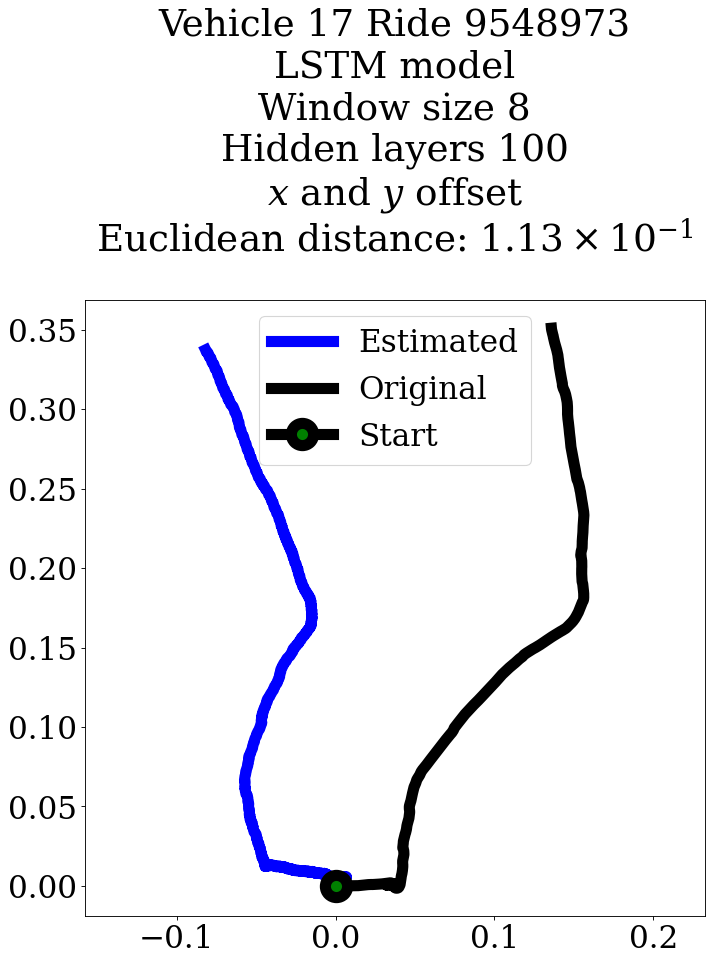 Vehicle 17 Ride 9548973
LSTM model
Window size 8
Hidden layers 100
x and y offset
Euclidean distance: 1.13 × 10⁻¹
Estimated
Original
Start
0.35
0.30
0.25
0.20
0.15
0.10
0.05
0.00
−0.1 0.0 0.1 0.2